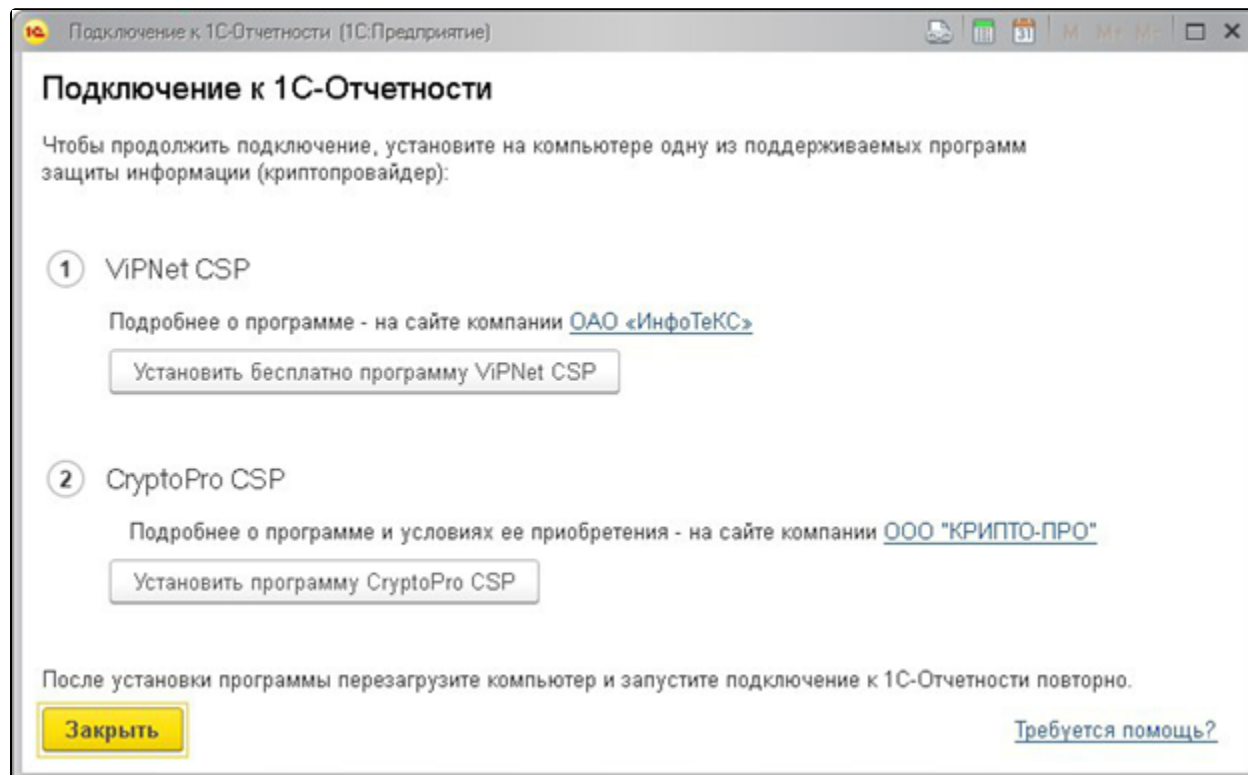 1С Подключение к 1С-Отчетности (1С:Предприятие) 31 M M+ M-
Подключение к 1С-Отчетности
Чтобы продолжить подключение, установите на компьютере одну из поддерживаемых программ
защиты информации (криптопровайдер):
1 ViPNet CSP
Подробнее о программе - на сайте компании ОАО «ИнфоТеКС»
Установить бесплатно программу ViPNet CSP
2 CryptoPro CSP
Подробнее о программе и условиях ее приобретения - на сайте компании ООО "КРИПТО-ПРО"
Установить программу CryptoPro CSP
После установки программы перезагрузите компьютер и запустите подключение к 1С-Отчетности повторно.
Закрыть Требуется помощь?